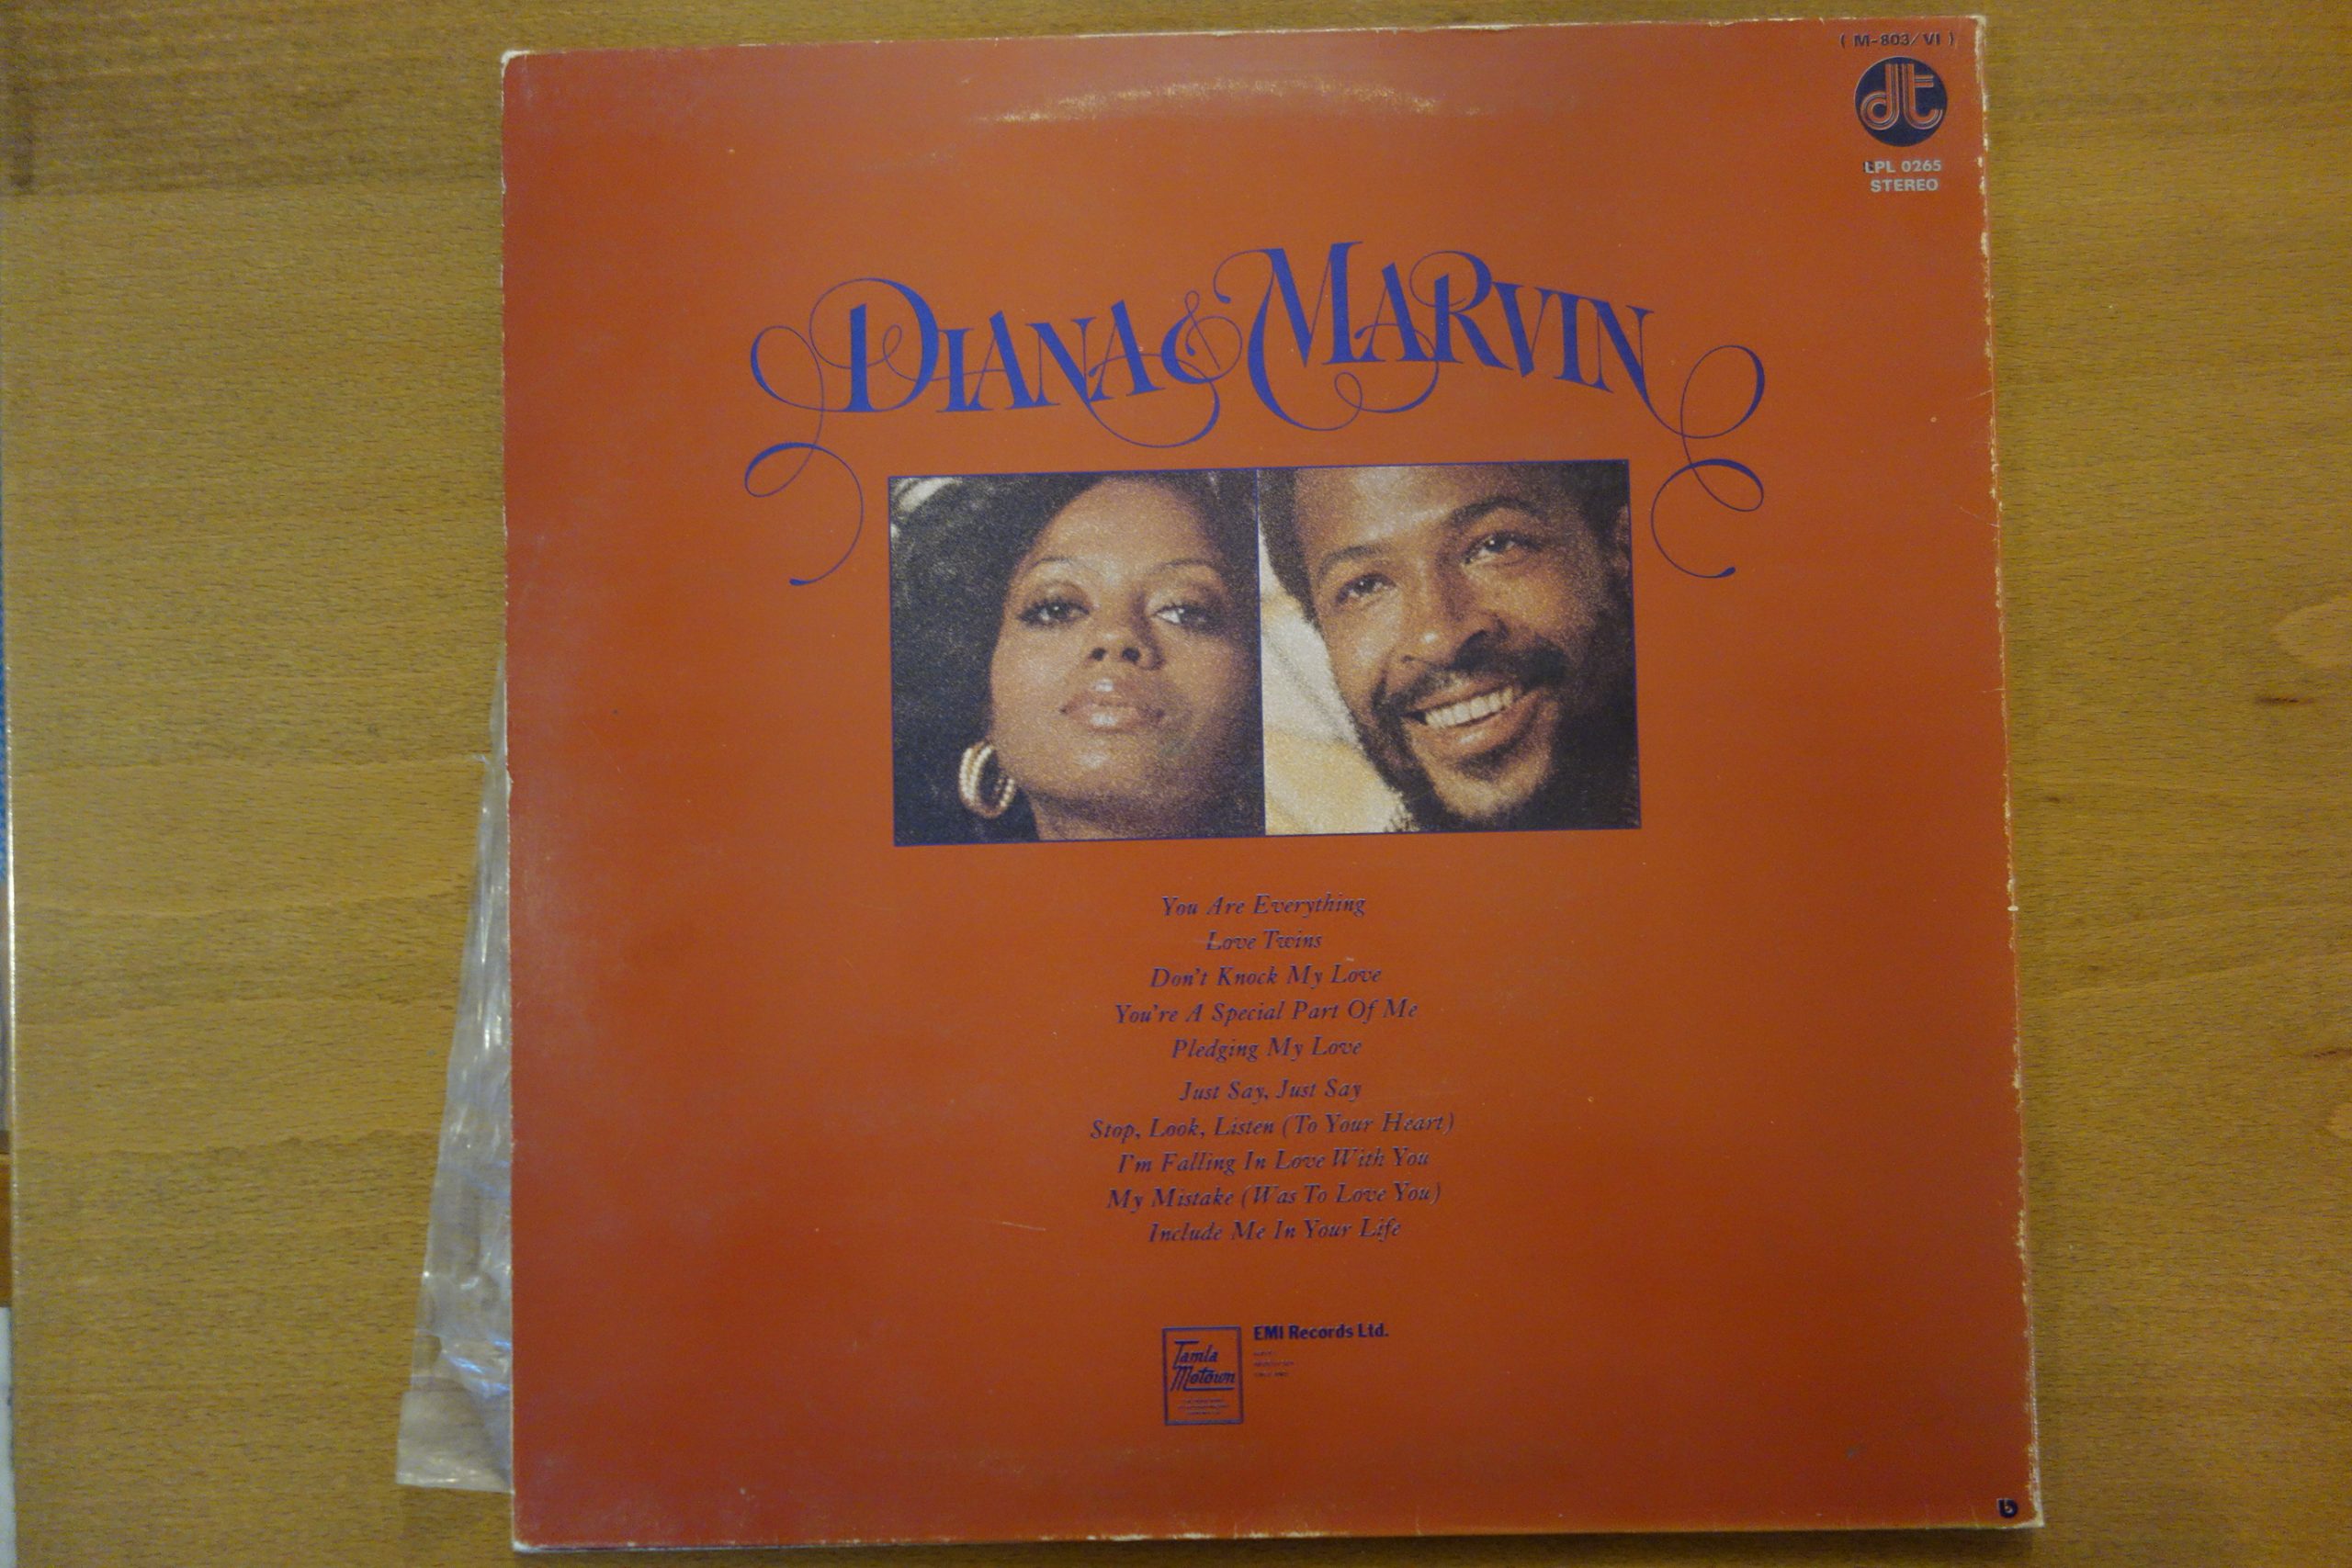 ( M-803/VI )
dt
LPL 0265
STEREO
DIANA & MARVIN
You Are Everything
Love Twins
Don't Knock My Love
You're A Special Part Of Me
Pledging My Love
Just Say, Just Say
Stop, Look, Listen (To Your Heart)
I'm Falling In Love With You
My Mistake (Was To Love You)
Include Me In Your Life
EMI Records Ltd.
Tamla
Motown
b